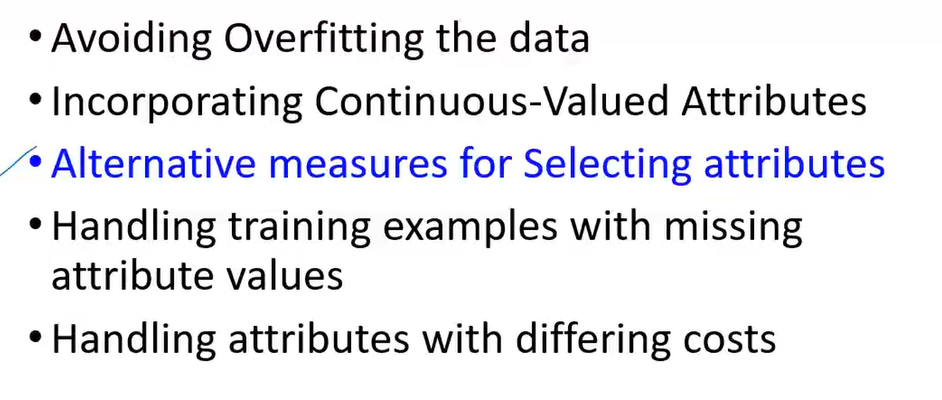 • Avoiding Overfitting the data
• Incorporating Continuous-Valued Attributes
• Alternative measures for Selecting attributes
• Handling training examples with missing
attribute values
• Handling attributes with differing costs